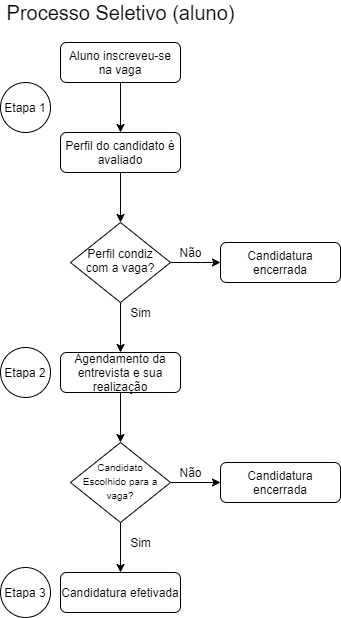 Processo Seletivo (aluno)
Aluno inscreveu-se
na vaga
Etapa 1
Perfil do candidato é
avaliado
Perfil condiz
com a vaga?
Não
Candidatura
encerrada
Sim
Etapa 2
Agendamento da
entrevista e sua
realização
Candidato
Escolhido para a
vaga?
Não
Candidatura
encerrada
Sim
Etapa 3
Candidatura efetivada